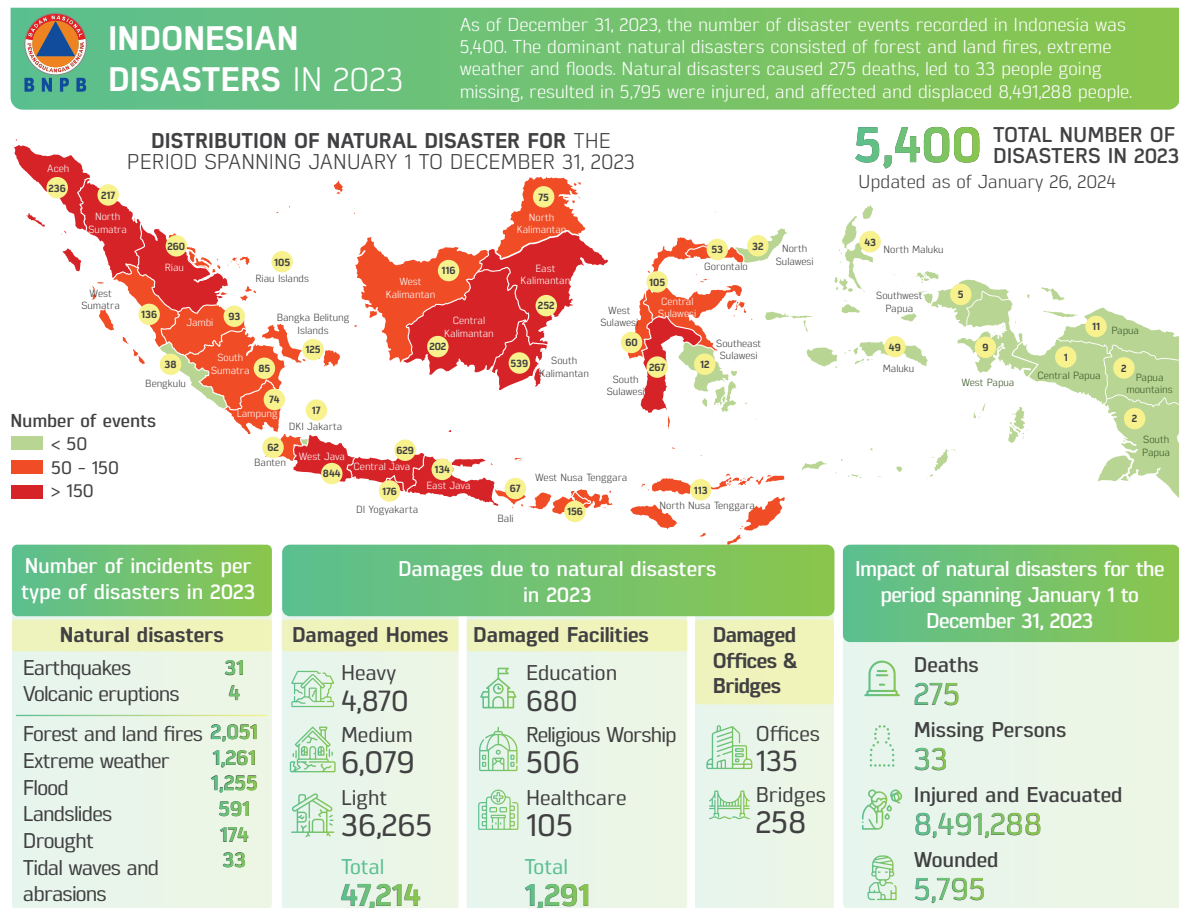 BADAN NASIONAL
PENANGGULANGAN BENCANA
BNPB
INDONESIAN
DISASTERS IN 2023
As of December 31, 2023, the number of disaster events recorded in Indonesia was
5,400. The dominant natural disasters consisted of forest and land fires, extreme
weather and floods. Natural disasters caused 275 deaths, led to 33 people going
missing, resulted in 5,795 were injured, and affected and displaced 8,491,288 people.
DISTRIBUTION OF NATURAL DISASTER FOR THE
PERIOD SPANNING JANUARY 1 TO DECEMBER 31, 2023
5,400
TOTAL NUMBER OF
DISASTERS IN 2023
Updated as of January 26, 2024
Aceh
236
217
North
Sumatra
260
Riau
105
Riau Islands
West
Sumatra
136
Jambi
93
Bangka Belitung
Islands
125
38
Bengkulu
South
Sumatra
85
74
Lampung
17
DKI Jakarta
62
Banten
West Java
844
629
Central Java
176
DI Yogyakarta
134
East Java
67
Bali
West Nusa Tenggara
156
113
North Nusa Tenggara
75
North
Kalimantan
116
West
Kalimantan
East
Kalimantan
252
Central
Kalimantan
202
539
South
Kalimantan
53
Gorontalo
32
North
Sulawesi
105
Central
Sulawesi
West
Sulawesi
60
Southeast
Sulawesi
12
267
South
Sulawesi
43
North Maluku
Southwest
Papua
5
49
Maluku
9
West Papua
11
Papua
1
Central Papua
2
Papua
mountains
2
South
Papua
Number of events
< 50
50 - 150
> 150
Number of incidents per
type of disasters in 2023
Natural disasters
Earthquakes 31
Volcanic eruptions 4
Forest and land fires 2,051
Extreme weather 1,261
Flood 1,255
Landslides 591
Drought 174
Tidal waves and 33
abrasions
Damages due to natural disasters
in 2023
Damaged Homes
Heavy
4,870
Medium
6,079
Light
36,265
Total
47,214
Damaged Facilities
Education
680
Religious Worship
506
Healthcare
105
Total
1,291
Damaged
Offices &
Bridges
Offices
135
Bridges
258
Impact of natural disasters for the
period spanning January 1 to
December 31, 2023
Deaths
275
Missing Persons
33
Injured and Evacuated
8,491,288
Wounded
5,795